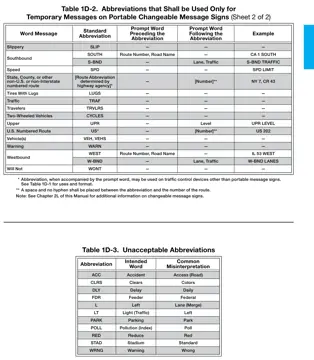 Table 1D-2. Abbreviations that Shall be Used Only for
Temporary Messages on Portable Changeable Message Signs (Sheet 2 of 2)
Word Message | Standard Abbreviation | Prompt Word Preceding the Abbreviation | Prompt Word Following the Abbreviation | Example
Slippery | SLIP | — | — | —
Southbound | SOUTH | Route Number, Road Name | — | CA 1 SOUTH
S-BND | — | Lane, Traffic | S-BND TRAFFIC
Speed | SPD | — | — | SPD LIMIT
State, County, or other non-U.S. or non-Interstate numbered route | [Route Abbreviation determined by highway agency]* | — | [Number]** | NY 7, CR 43
Tires With Lugs | LUGS | — | — | —
Traffic | TRAF | — | — | —
Travelers | TRVLRS | — | — | —
Two-Wheeled Vehicles | CYCLES | — | — | —
Upper | UPR | — | Level | UPR LEVEL
U.S. Numbered Route | US* | — | [Number]** | US 202
Vehicle(s) | VEH, VEHS | — | — | —
Warning | WARN | — | — | —
Westbound | WEST | Route Number, Road Name | — | IL 53 WEST
W-BND | — | Lane, Traffic | W-BND LANES
Will Not | WONT | — | — | —
* Abbreviation, when accompanied by the prompt word, may be used on traffic control devices other than portable message signs.
See Table 1D-1 for uses and format.
** A space and no hyphen shall be placed between the abbreviation and the number of the route.
Note: See Chapter 2L of this Manual for additional information on changeable message signs.
Table 1D-3. Unacceptable Abbreviations
Abbreviation | Intended Word | Common Misinterpretation
ACC | Accident | Access (Road)
CLRS | Clears | Colors
DLY | Delay | Daily
FDR | Feeder | Federal
L | Left | Lane (Merge)
LT | Light (Traffic) | Left
PARK | Parking | Park
POLL | Pollution (Index) | Poll
RED | Reduce | Red
STAD | Stadium | Standard
WRNG | Warning | Wrong